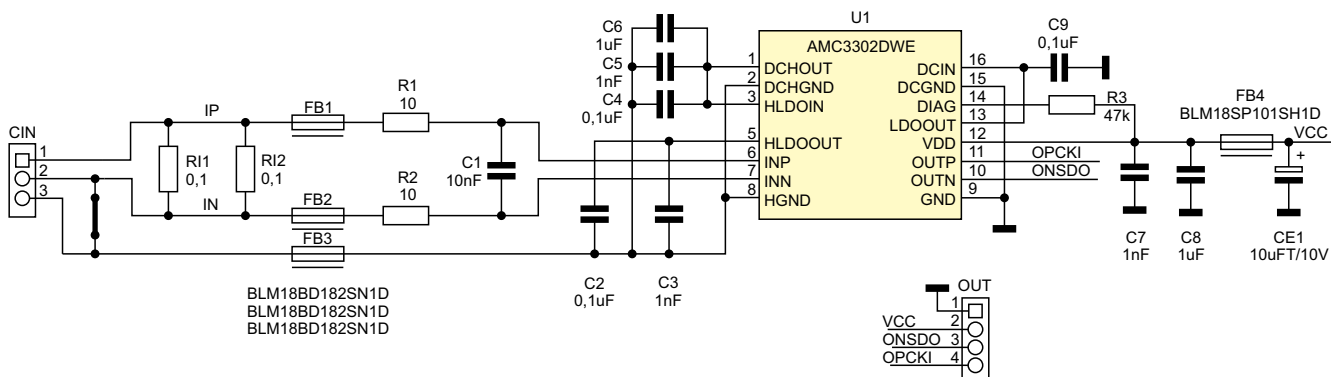 CIN
1
2
3
IP
RI1
0,1
RI2
0,1
IN
FB1
R1
10
FB2
R2
10
FB3
BLM18BD182SN1D
BLM18BD182SN1D
BLM18BD182SN1D
C1
10nF
C6
1uF
C5
1nF
C4
0,1uF
C2
0,1uF
C3
1nF
U1
AMC3302DWE
1 DCHOUT
2 DCHGND
3 HLDOIN
5 HLDOOUT
6 INP
7 INN
8 HGND
DCIN 16
DCGND 15
DIAG 14
LDOOUT 13
VDD 12
OUTP 11 OPCKI
OUTN 10 ONSDO
GND 9
C9
0,1uF
R3
47k
FB4
BLM18SP101SH1D
VCC
+
C7
1nF
C8
1uF
CE1
10uFT/10V
OUT
1
VCC 2
ONSDO 3
OPCKI 4